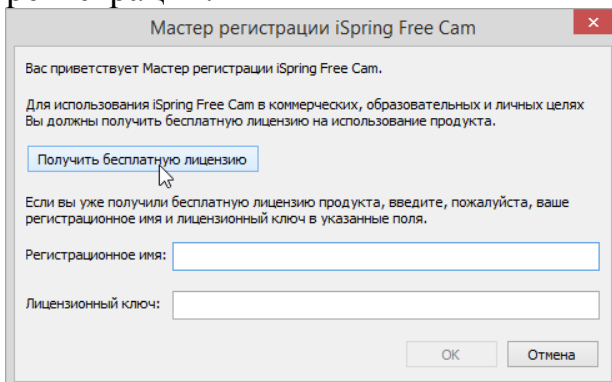 Мастер регистрации iSpring Free Cam
Вас приветствует Мастер регистрации iSpring Free Cam.
Для использования iSpring Free Cam в коммерческих, образовательных и личных целях
Вы должны получить бесплатную лицензию на использование продукта.
Получить бесплатную лицензию
Если вы уже получили бесплатную лицензию продукта, введите, пожалуйста, ваше
регистрационное имя и лицензионный ключ в указанные поля.
Регистрационное имя:
Лицензионный ключ:
OK
Отмена